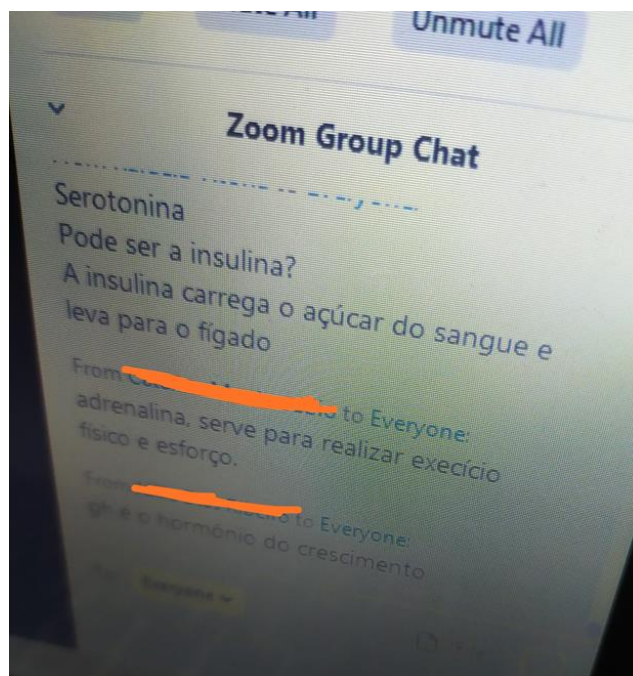 Unmute All
Zoom Group Chat
Serotonina
Pode ser a insulina?
A insulina carrega o açúcar do sangue e
leva para o fígado
From to Everyone:
adrenalina, serve para realizar execício
físico e esforço.
From to Everyone:
gh é o hormônio do crescimento
Everyone